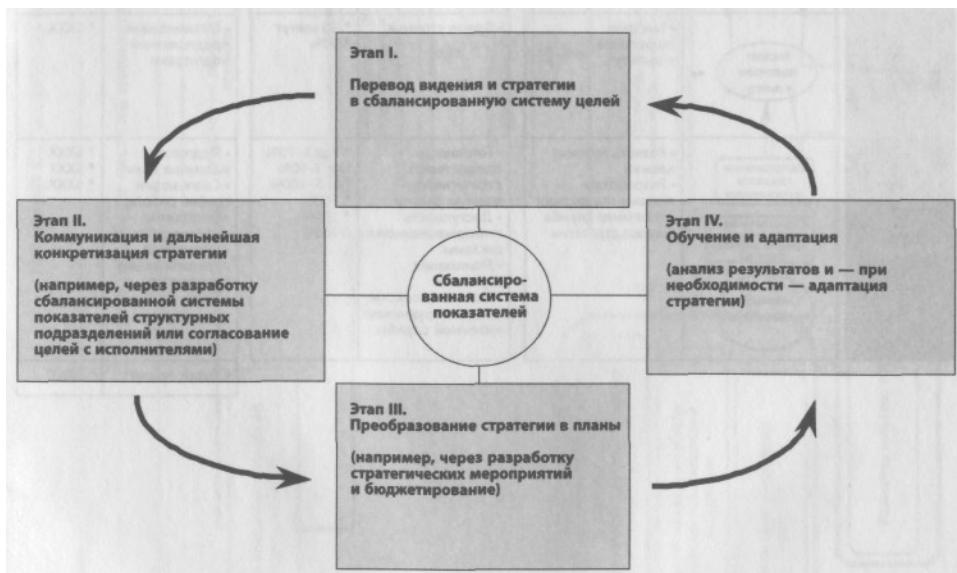 Этап I.
Перевод видения и стратегии
в сбалансированную систему целей
Этап II.
Коммуникация и дальнейшая
конкретизация стратегии
(например, через разработку
сбалансированной системы
показателей структурных
подразделений или согласование
целей с исполнителями)
Сбалансиро-
ванная система
показателей
Этап IV.
Обучение и адаптация
(анализ результатов и — при
необходимости — адаптация
стратегии)
Этап III.
Преобразование стратегии в планы
(например, через разработку
стратегических мероприятий
и бюджетирование)